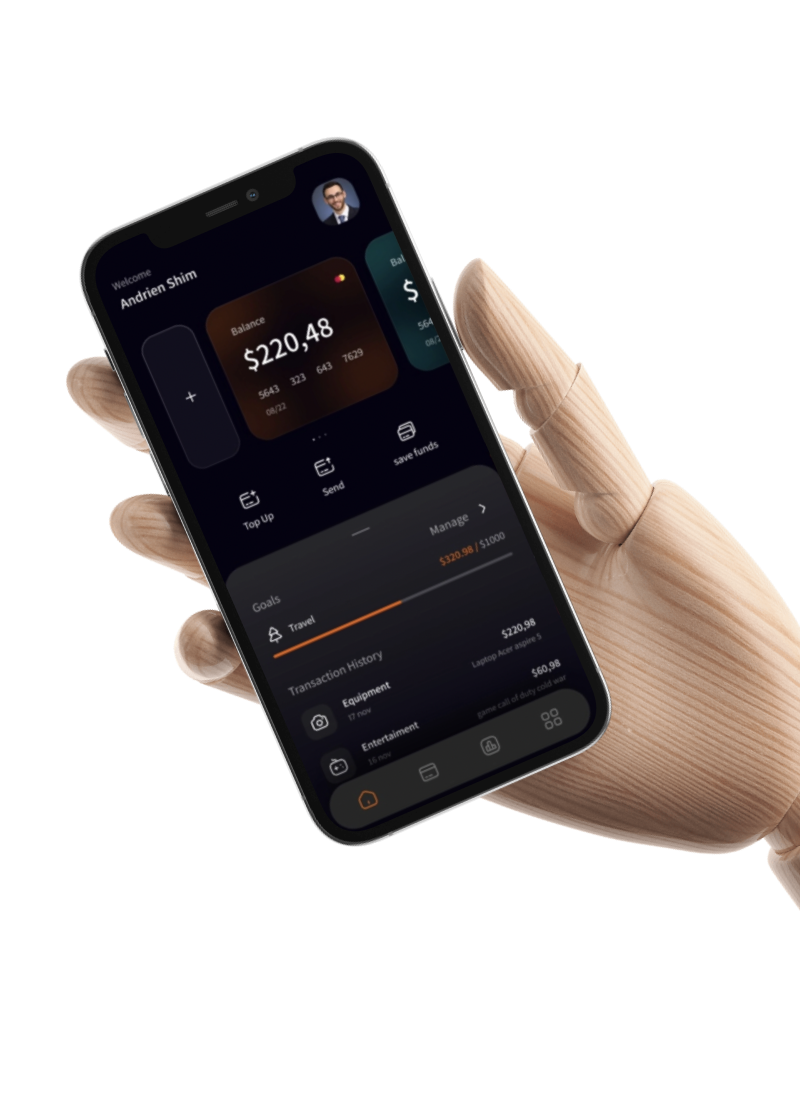 Welcome
Andrien Shim
+
Balance
$220,48
5643 323 643 7629
08/22
Bal
$
564
08/2
Top Up
Send
save funds
Goals
Manage
Travel
$320.98 / $1000
Transaction History
Equipment
17 nov
$220,98
Laptop Acer aspire 5
Entertaiment
16 nov
$60,98
game call of duty cold war